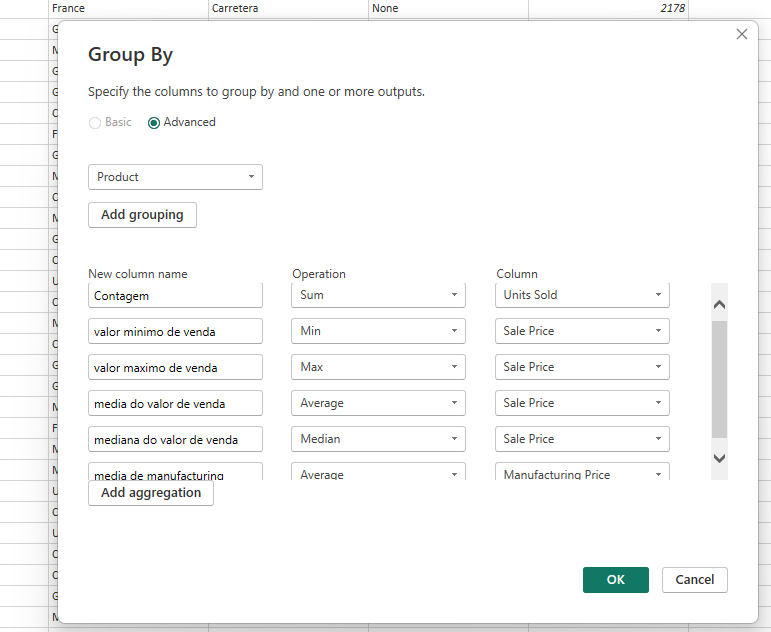 France Carretera None 2178
Group By
Specify the columns to group by and one or more outputs.
Basic Advanced
Product
Add grouping
New column name Operation Column
Contagem Sum Units Sold
valor minimo de venda Min Sale Price
valor maximo de venda Max Sale Price
media do valor de venda Average Sale Price
mediana do valor de venda Median Sale Price
media de manufacturing Average Manufacturing Price
Add aggregation
OK Cancel